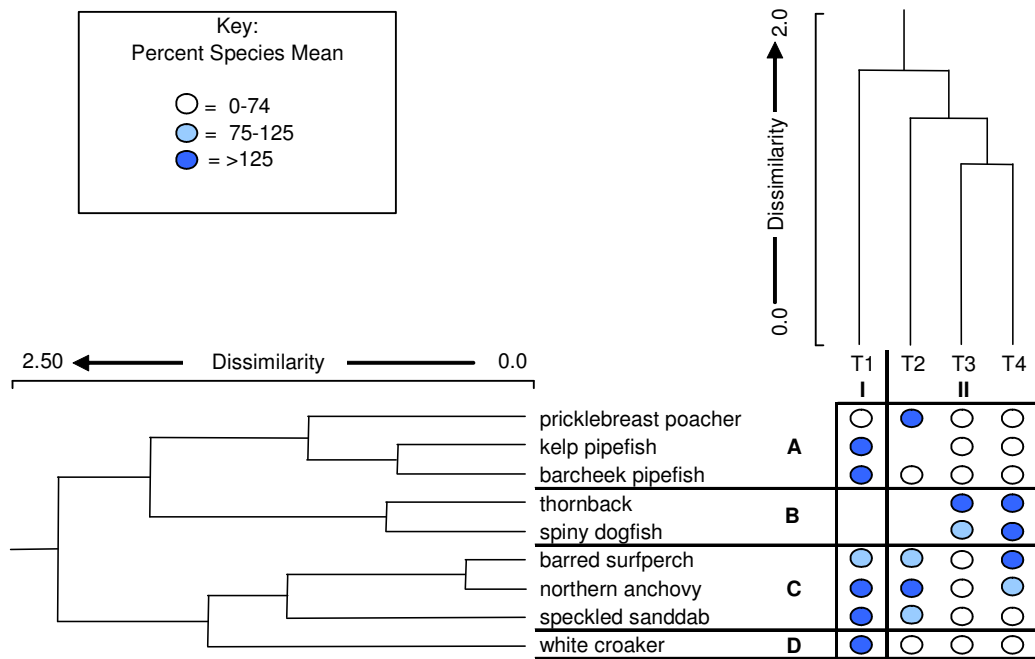 Key:
Percent Species Mean
= 0-74
= 75-125
= >125
2.0
Dissimilarity
0.0
2.50 Dissimilarity 0.0
T1 T2 T3 T4
I II
pricklebreast poacher
kelp pipefish A
barcheek pipefish
thornback
spiny dogfish B
barred surfperch
northern anchovy C
speckled sanddab
white croaker D